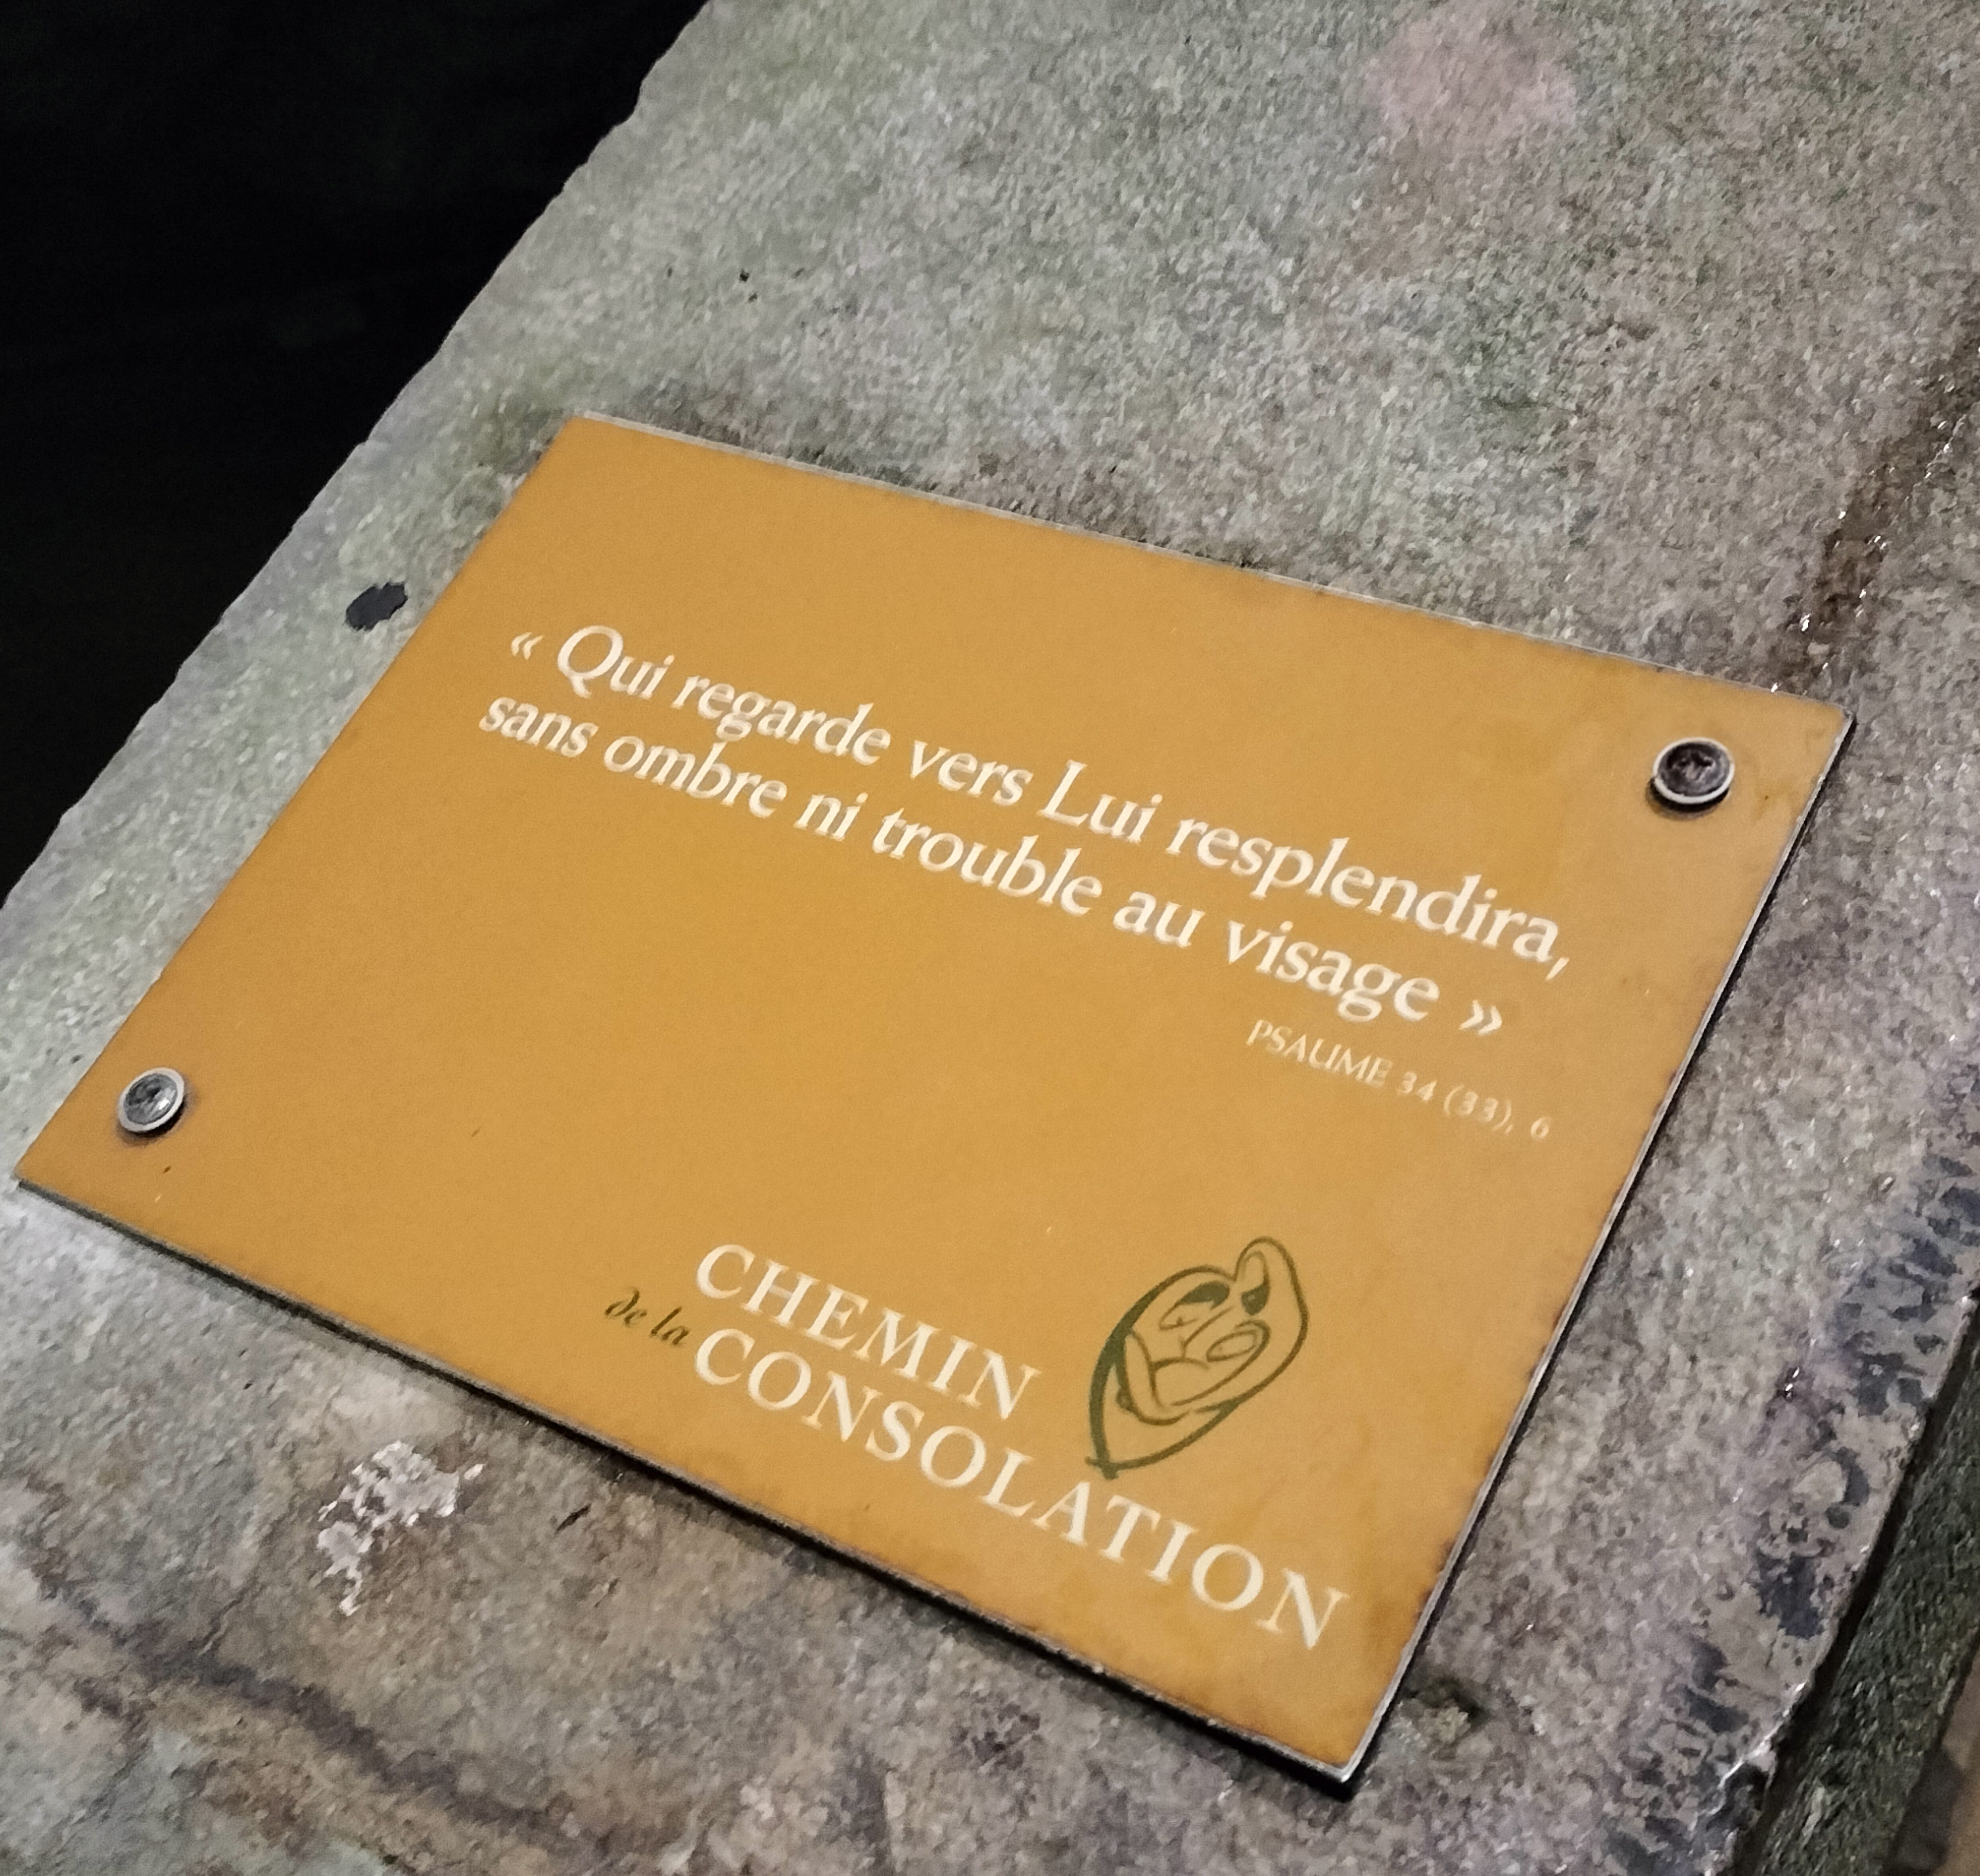 « Qui regarde vers Lui resplendira,
sans ombre ni trouble au visage »
PSAUME 34 (33), 6
CHEMIN
de la CONSOLATION